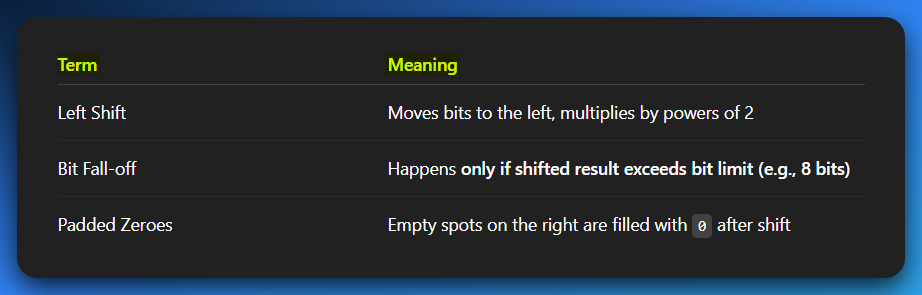 Term Meaning
Left Shift Moves bits to the left, multiplies by powers of 2
Bit Fall-off Happens only if shifted result exceeds bit limit (e.g., 8 bits)
Padded Zeroes Empty spots on the right are filled with 0 after shift